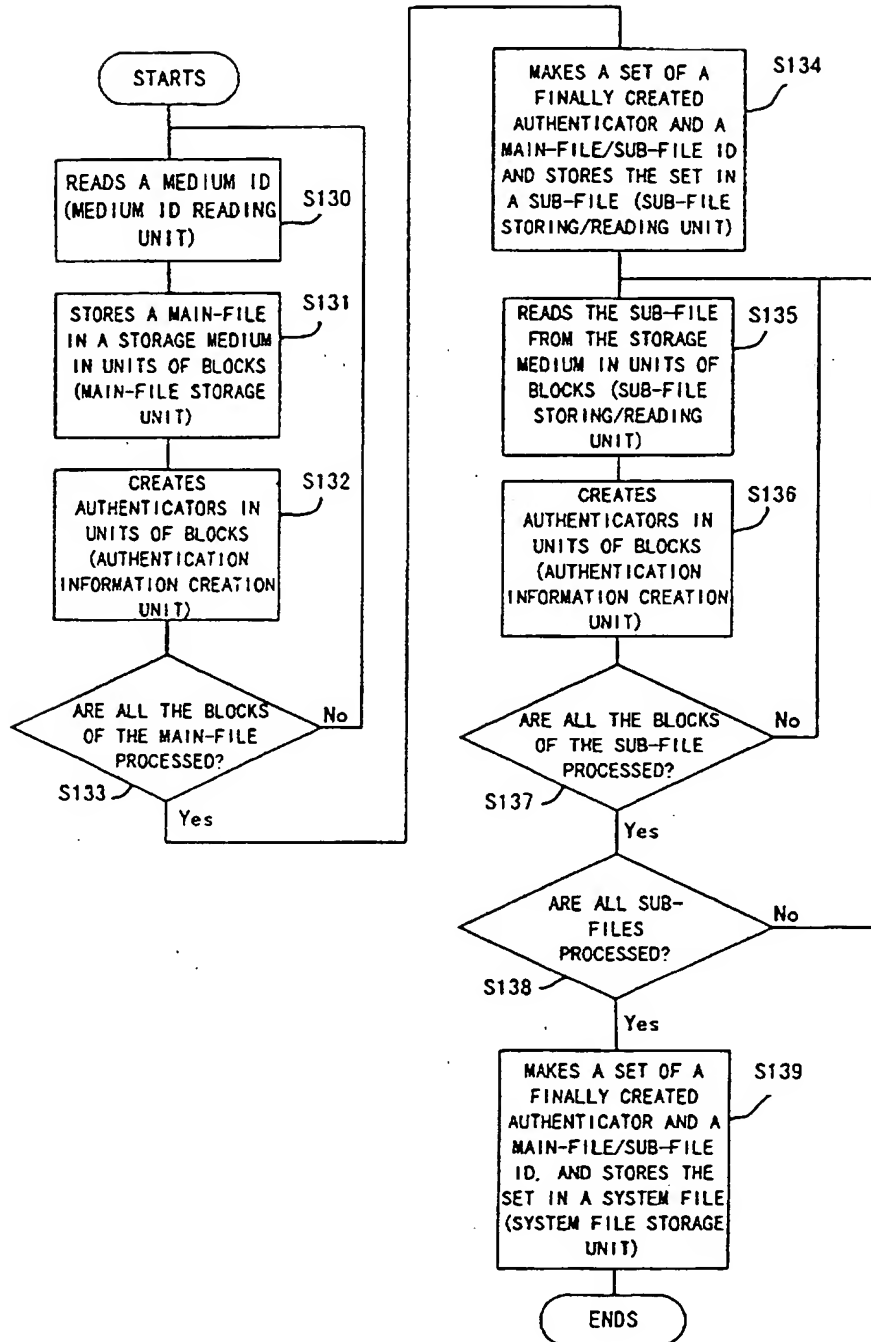 STARTS
READS A MEDIUM ID
(MEDIUM ID READING
UNIT)
S130
STORES A MAIN-FILE
IN A STORAGE MEDIUM
IN UNITS OF BLOCKS
(MAIN-FILE STORAGE
UNIT)
S131
CREATES
AUTHENTICATORS IN
UNITS OF BLOCKS
(AUTHENTICATION
INFORMATION CREATION
UNIT)
S132
ARE ALL THE BLOCKS
OF THE MAIN-FILE
PROCESSED?
No
S133
Yes
MAKES A SET OF A
FINALLY CREATED
AUTHENTICATOR AND A
MAIN-FILE/SUB-FILE ID
AND STORES THE SET IN
A SUB-FILE (SUB-FILE
STORING/READING UNIT)
S134
READS THE SUB-FILE
FROM THE STORAGE
MEDIUM IN UNITS OF
BLOCKS (SUB-FILE
STORING/READING
UNIT)
S135
CREATES
AUTHENTICATORS IN
UNITS OF BLOCKS
(AUTHENTICATION
INFORMATION CREATION
UNIT)
S136
ARE ALL THE BLOCKS
OF THE SUB-FILE
PROCESSED?
No
S137
Yes
ARE ALL SUB-
FILES
PROCESSED?
No
S138
Yes
MAKES A SET OF A
FINALLY CREATED
AUTHENTICATOR AND A
MAIN-FILE/SUB-FILE
ID, AND STORES THE
SET IN A SYSTEM FILE
(SYSTEM FILE STORAGE
UNIT)
S139
ENDS